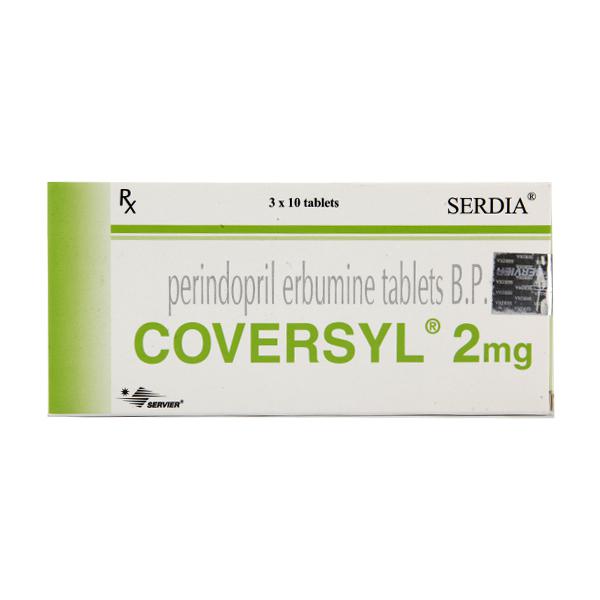 Rx
3 x 10 tablets
SERDIA®
perindopril erbumine tablets B.P.
COVERSYL® 2mg
SERVIER®